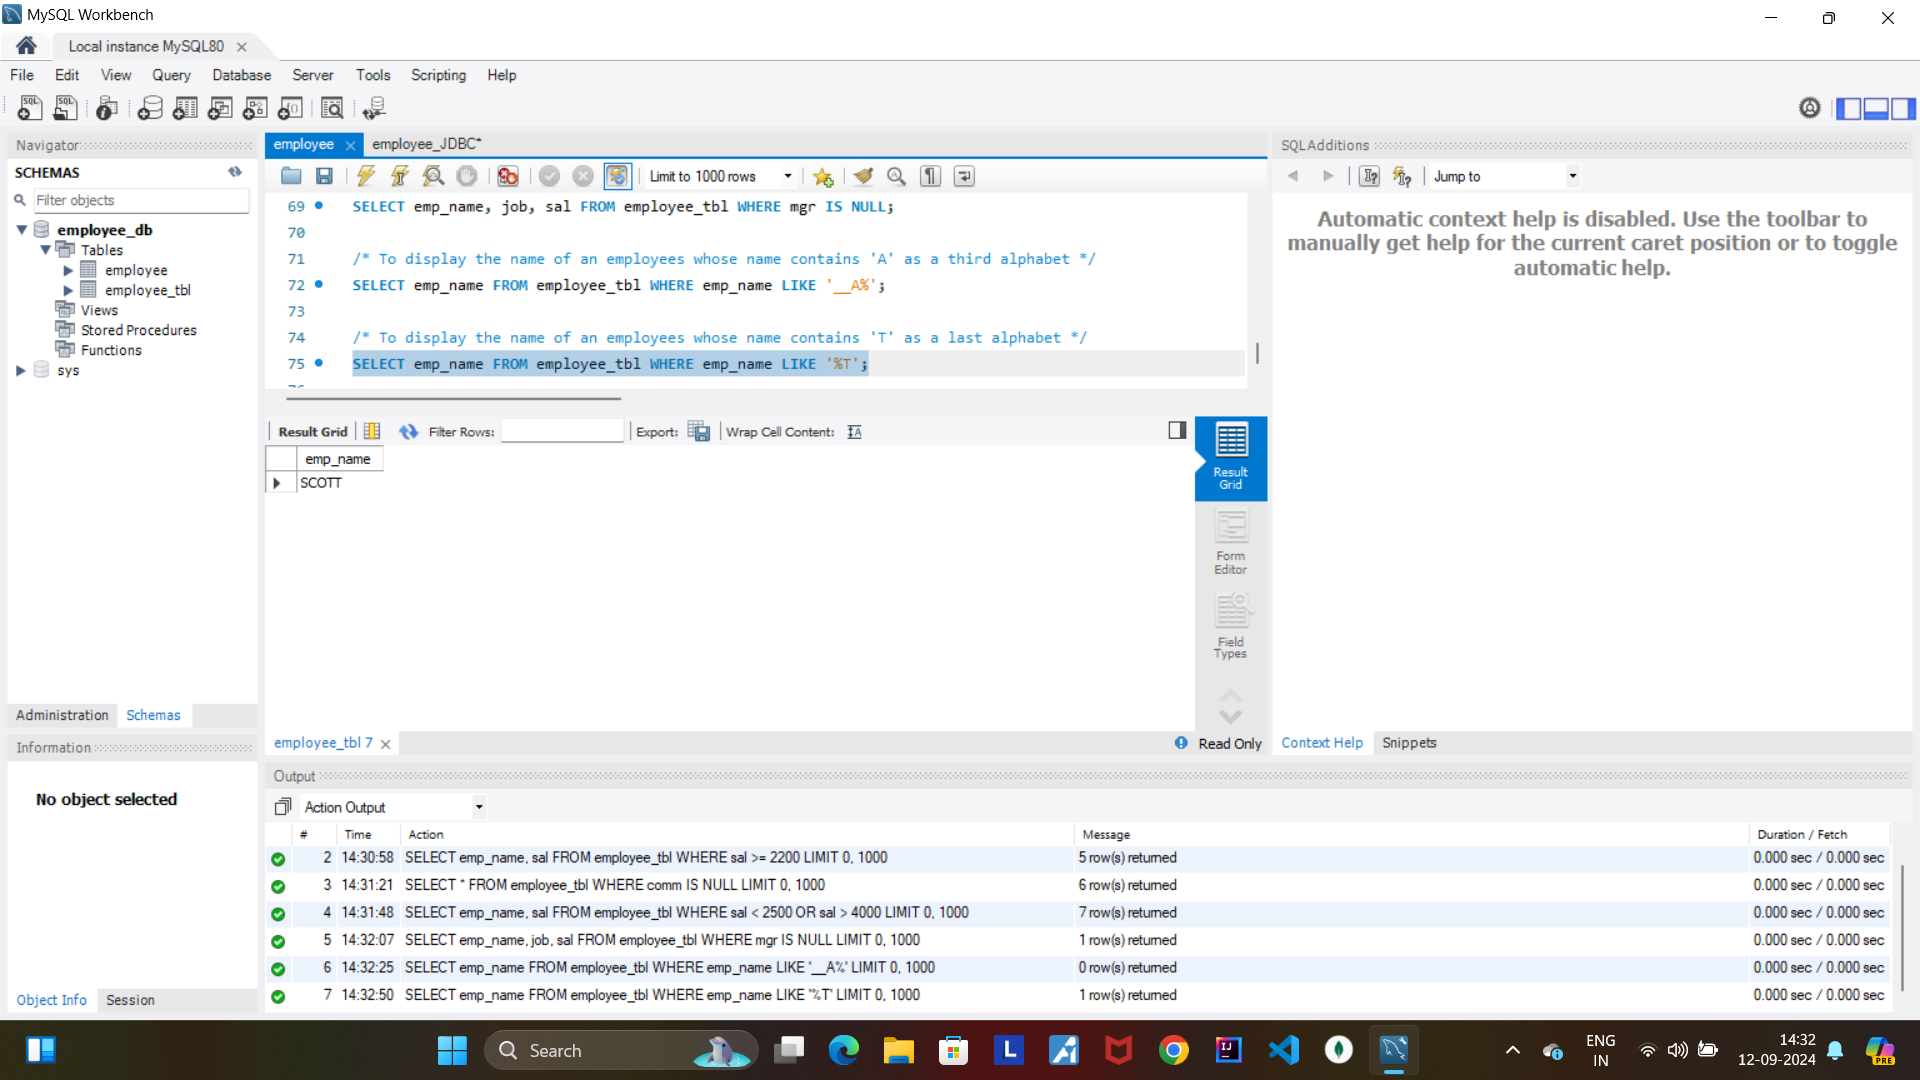 MySQL Workbench
Local instance MySQL80
File Edit View Query Database Server Tools Scripting Help
Navigator
SCHEMAS
Filter objects
employee_db
Tables
employee
employee_tbl
Views
Stored Procedures
Functions
sys
Administration Schemas
Information
No object selected
Object Info Session
employee employee_JDBC*
Limit to 1000 rows
69 SELECT emp_name, job, sal FROM employee_tbl WHERE mgr IS NULL;
70
71 /* To display the name of an employees whose name contains 'A' as a third alphabet */
72 SELECT emp_name FROM employee_tbl WHERE emp_name LIKE '__A%';
73
74 /* To display the name of an employees whose name contains 'T' as a last alphabet */
75 SELECT emp_name FROM employee_tbl WHERE emp_name LIKE '%T';
Result Grid Filter Rows: Export: Wrap Cell Content:
emp_name
SCOTT
Result
Grid
Form
Editor
Field
Types
employee_tbl 7
Read Only
SQLAdditions
Jump to
Automatic context help is disabled. Use the toolbar to
manually get help for the current caret position or to toggle
automatic help.
Context Help Snippets
Output
Action Output
# Time Action Message Duration / Fetch
2 14:30:58 SELECT emp_name, sal FROM employee_tbl WHERE sal >= 2200 LIMIT 0, 1000 5 row(s) returned 0.000 sec / 0.000 sec
3 14:31:21 SELECT * FROM employee_tbl WHERE comm IS NULL LIMIT 0, 1000 6 row(s) returned 0.000 sec / 0.000 sec
4 14:31:48 SELECT emp_name, sal FROM employee_tbl WHERE sal < 2500 OR sal > 4000 LIMIT 0, 1000 7 row(s) returned 0.000 sec / 0.000 sec
5 14:32:07 SELECT emp_name, job, sal FROM employee_tbl WHERE mgr IS NULL LIMIT 0, 1000 1 row(s) returned 0.000 sec / 0.000 sec
6 14:32:25 SELECT emp_name FROM employee_tbl WHERE emp_name LIKE '__A%' LIMIT 0, 1000 0 row(s) returned 0.000 sec / 0.000 sec
7 14:32:50 SELECT emp_name FROM employee_tbl WHERE emp_name LIKE '%T' LIMIT 0, 1000 1 row(s) returned 0.000 sec / 0.000 sec
Search
L
IJ
ENG
IN
14:32
12-09-2024
PRE